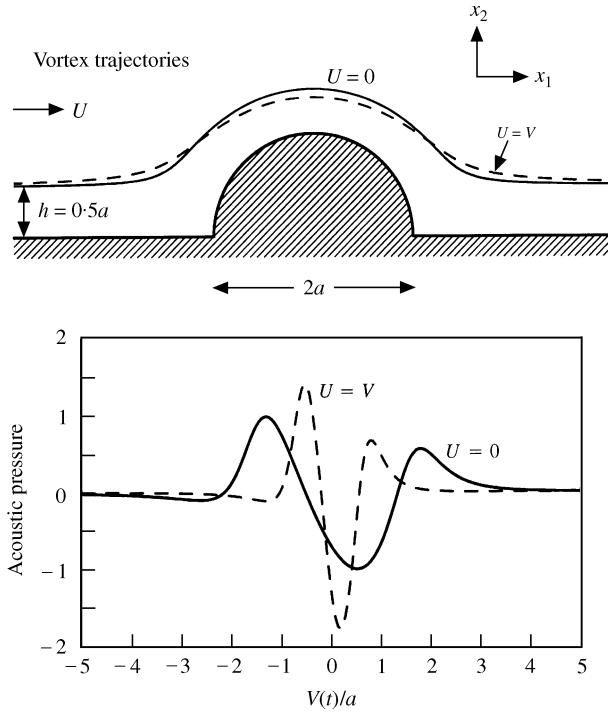 x₂
Vortex trajectories
U = 0
x₁
U
U = V
h = 0·5a
2a
2
1
0
−1
−2
Acoustic pressure
U = V
U = 0
−5 −4 −3 −2 −1 0 1 2 3 4 5
V(t)/a